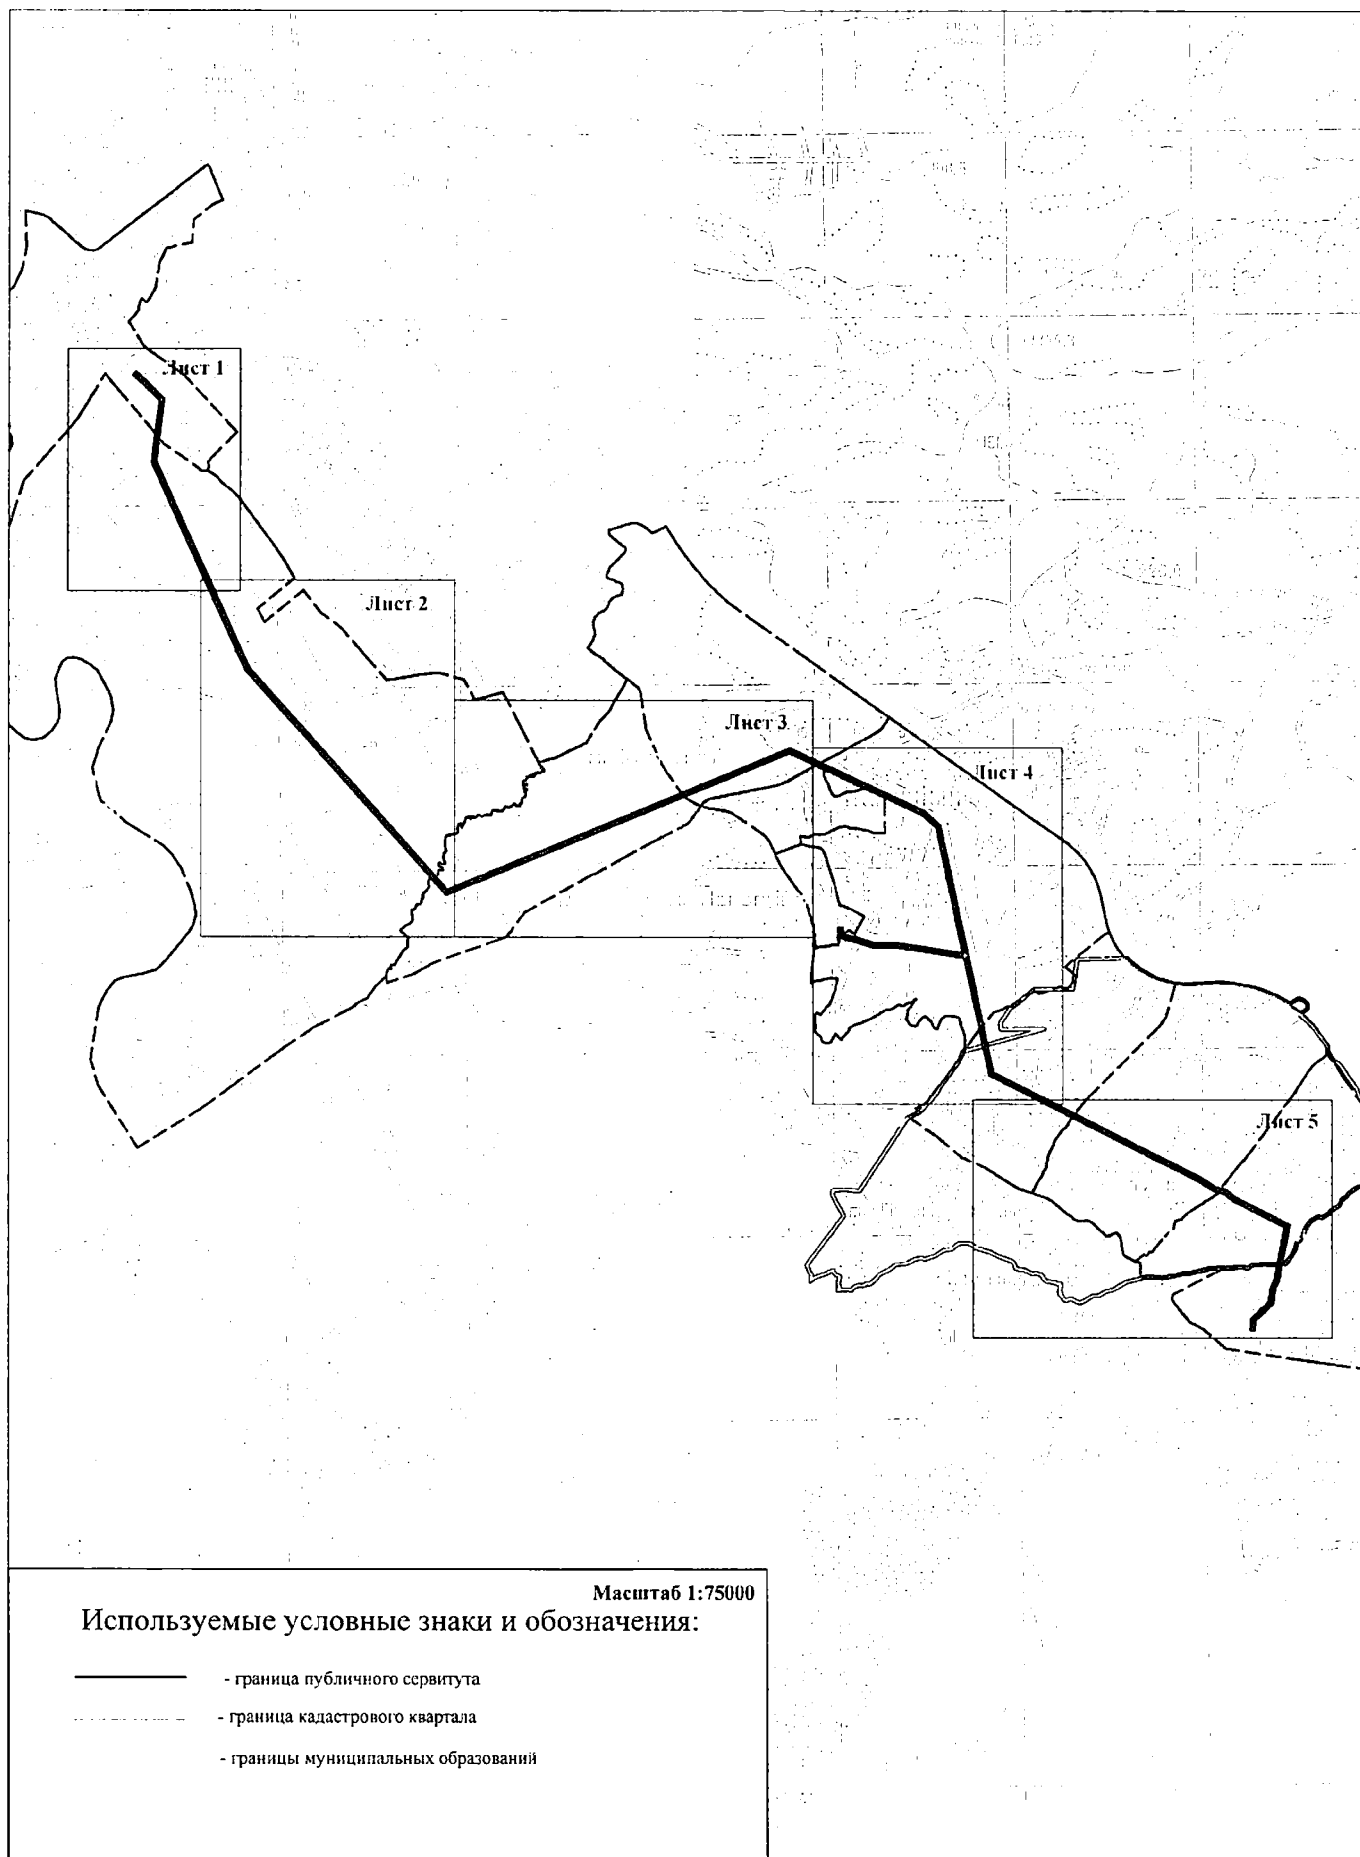 Лист 1
Лист 2
Лист 3
Лист 4
Лист 5
Масштаб 1:75000
Используемые условные знаки и обозначения:
- граница публичного сервитута
- граница кадастрового квартала
- границы муниципальных образований